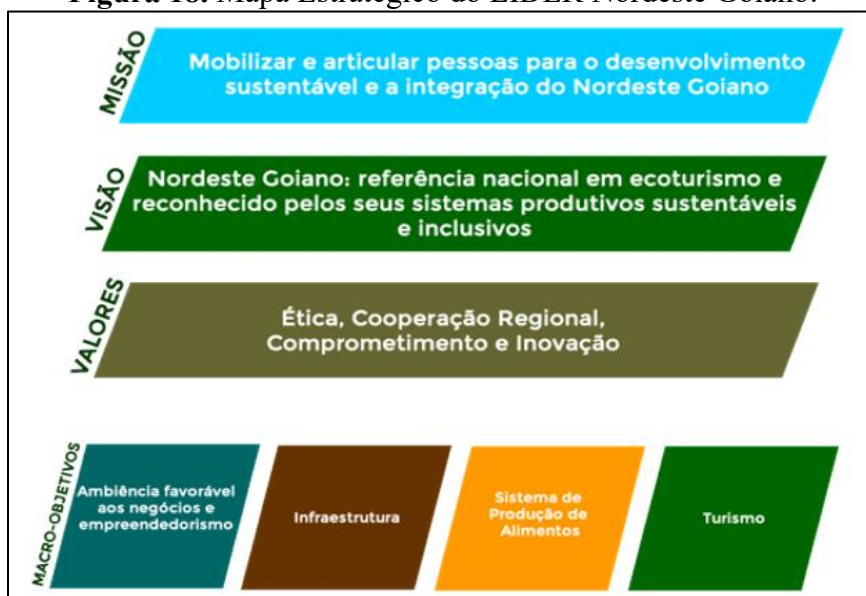 Figura 18. Mapa Estratégico do LIDER Nordeste Goiano.
MISSÃO
Mobilizar e articular pessoas para o desenvolvimento
sustentável e a integração do Nordeste Goiano
VISÃO
Nordeste Goiano: referência nacional em ecoturismo e
reconhecido pelos seus sistemas produtivos sustentáveis
e inclusivos
VALORES
Ética, Cooperação Regional,
Comprometimento e Inovação
MACRO-OBJETIVOS
Ambiência favorável
aos negócios e
empreendedorismo
Infraestrutura
Sistema de
Produção de
Alimentos
Turismo